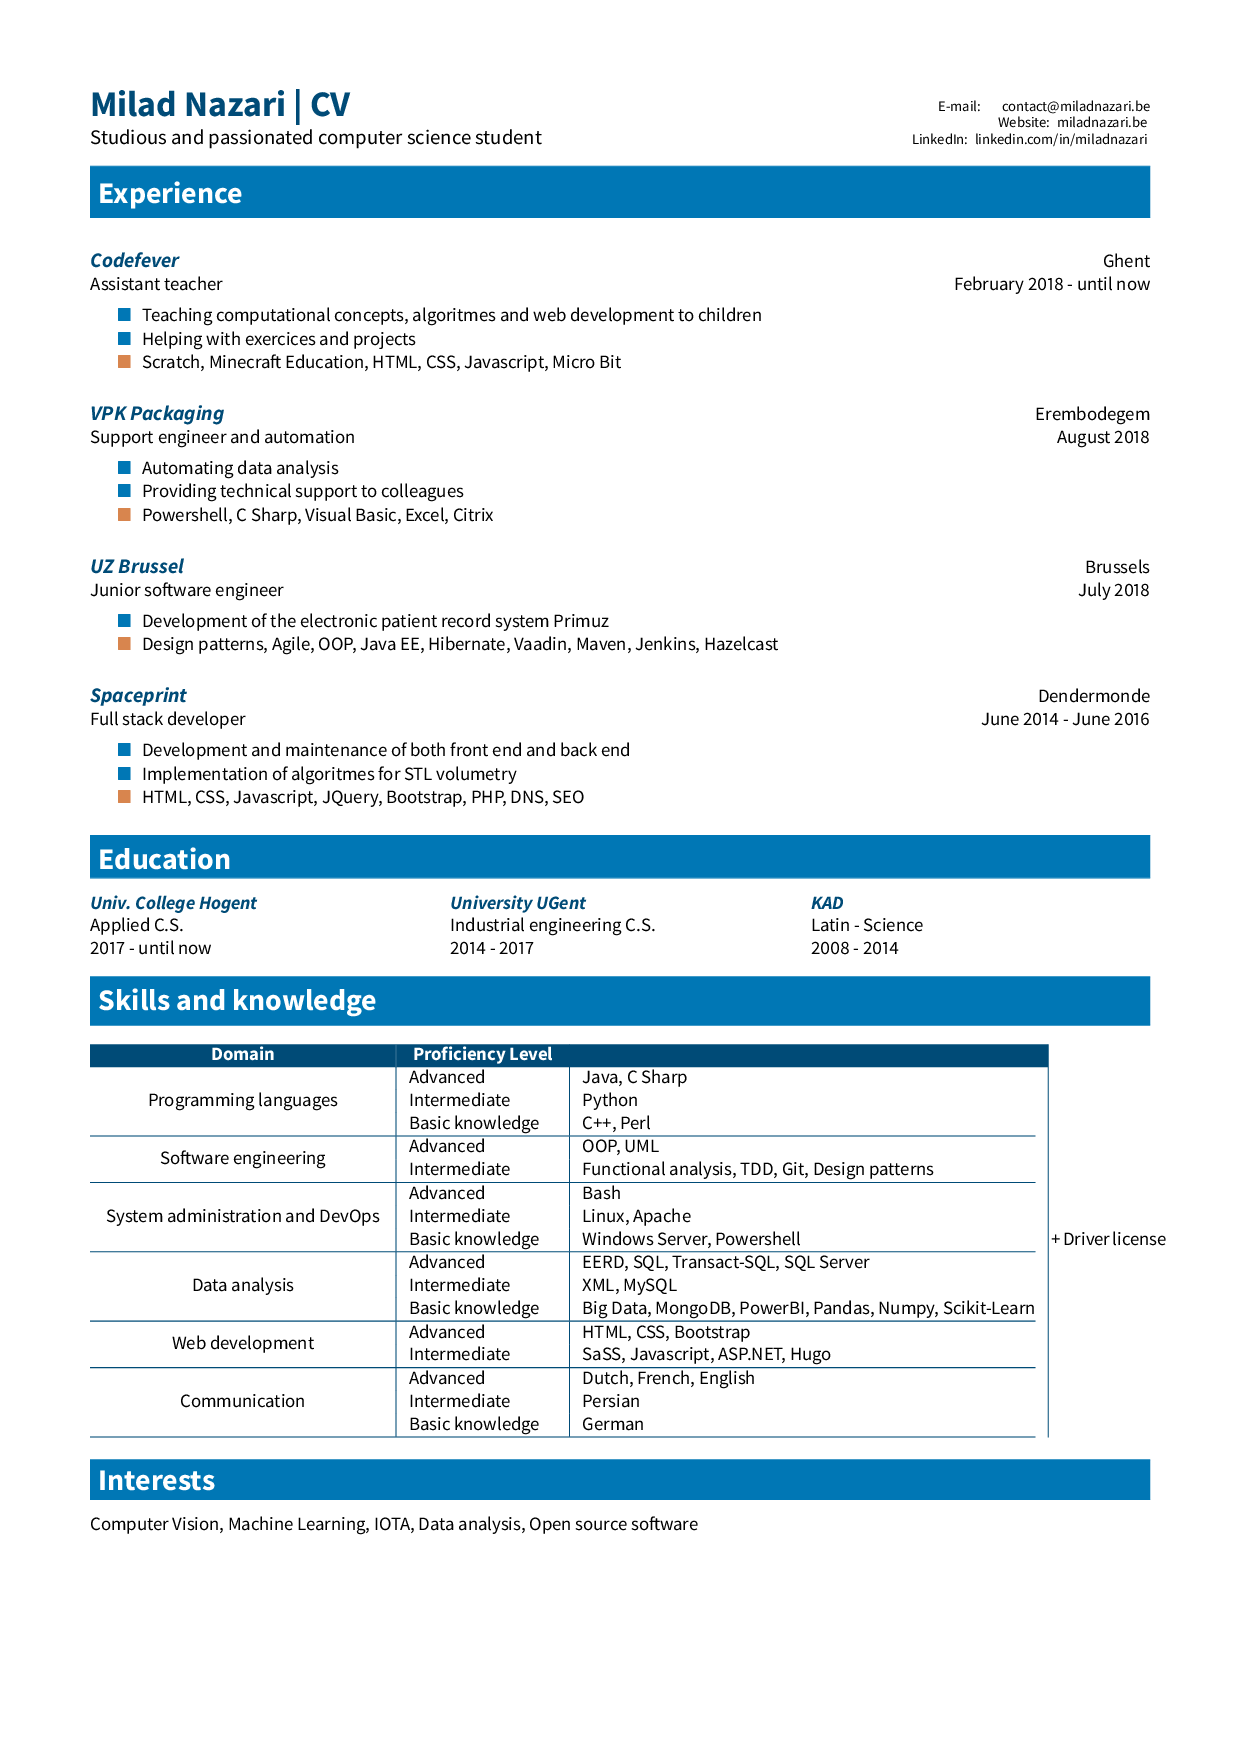 Milad Nazari | CV
Studious and passionated computer science student
E-mail: contact@miladnazari.be
Website: miladnazari.be
LinkedIn: linkedin.com/in/miladnazari
Experience
Codefever Ghent
Assistant teacher February 2018 - until now
Teaching computational concepts, algoritmes and web development to children
Helping with exercices and projects
Scratch, Minecraft Education, HTML, CSS, Javascript, Micro Bit
VPK Packaging Erembodegem
Support engineer and automation August 2018
Automating data analysis
Providing technical support to colleagues
Powershell, C Sharp, Visual Basic, Excel, Citrix
UZ Brussel Brussels
Junior software engineer July 2018
Development of the electronic patient record system Primuz
Design patterns, Agile, OOP, Java EE, Hibernate, Vaadin, Maven, Jenkins, Hazelcast
Spaceprint Dendermonde
Full stack developer June 2014 - June 2016
Development and maintenance of both front end and back end
Implementation of algoritmes for STL volumetry
HTML, CSS, Javascript, JQuery, Bootstrap, PHP, DNS, SEO
Education
Univ. College Hogent University UGent KAD
Applied C.S. Industrial engineering C.S. Latin - Science
2017 - until now 2014 - 2017 2008 - 2014
Skills and knowledge
Domain Proficiency Level
Advanced Java, C Sharp
Programming languages Intermediate Python
Basic knowledge C++, Perl
Software engineering
Advanced OOP, UML
Intermediate Functional analysis, TDD, Git, Design patterns
Advanced Bash
System administration and DevOps Intermediate Linux, Apache
Basic knowledge Windows Server, Powershell
+ Driver license
Advanced EERD, SQL, Transact-SQL, SQL Server
Data analysis Intermediate XML, MySQL
Basic knowledge Big Data, MongoDB, PowerBI, Pandas, Numpy, Scikit-Learn
Web development
Advanced HTML, CSS, Bootstrap
Intermediate SaSS, Javascript, ASP.NET, Hugo
Advanced Dutch, French, English
Communication Intermediate Persian
Basic knowledge German
Interests
Computer Vision, Machine Learning, IOTA, Data analysis, Open source software